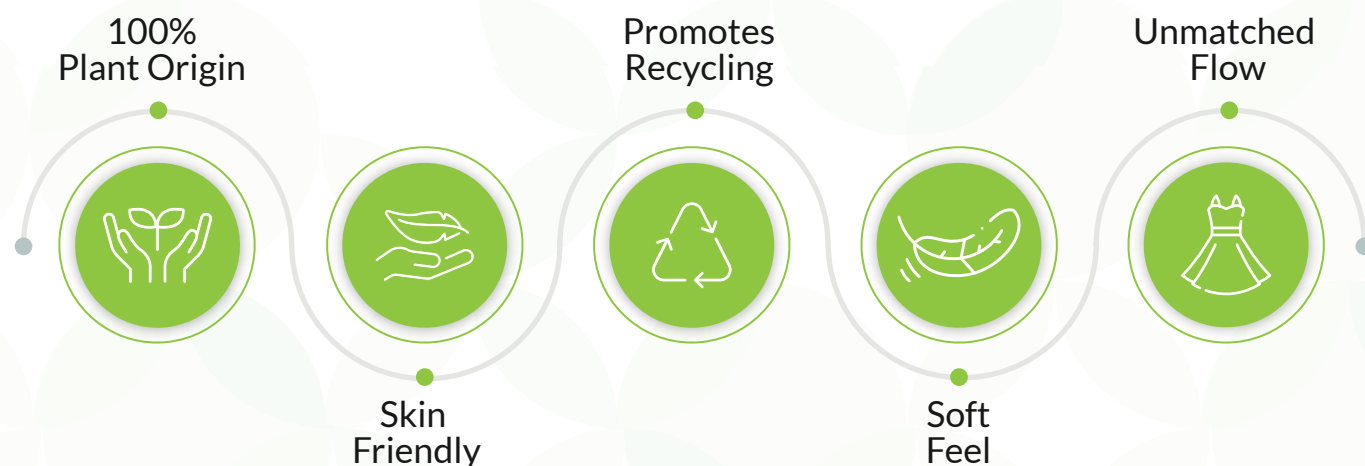 100%
Plant Origin
Skin
Friendly
Promotes
Recycling
Soft
Feel
Unmatched
Flow